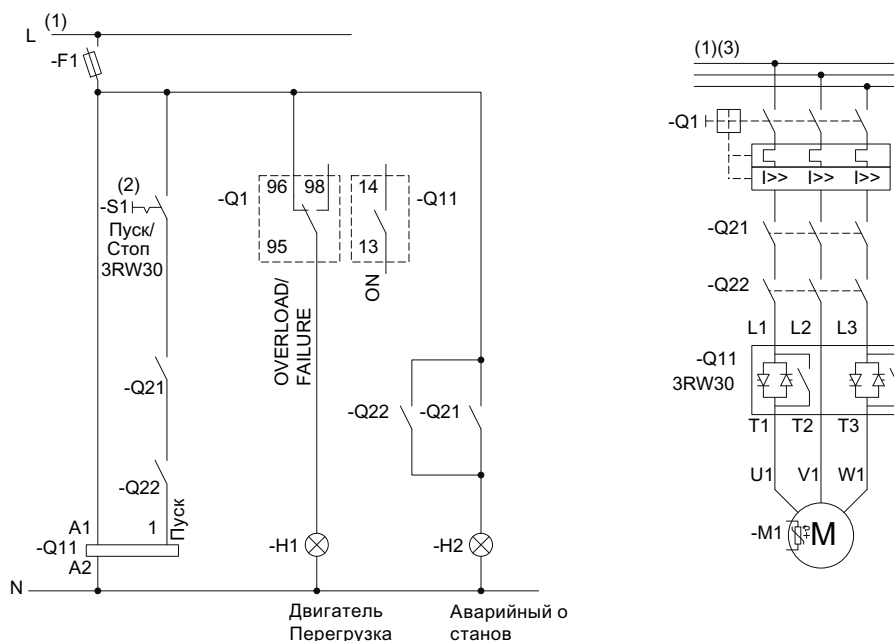 L (1)
-F1
(2)
-S1
Пуск/
Стоп
3RW30
-Q21
-Q22
A1 1
Пуск
-Q11
A2
N
-Q1
96 98
95
14
13
-Q11
OVERLOAD/
FAILURE
ON
-Q22 -Q21
-H1
-H2
Двигатель
Перегрузка
Аварийный о
станов
(1)(3)
-Q1
I>> I>> I>>
-Q21
-Q22
L1 L2 L3
-Q11
3RW30
T1 T2 T3
U1 V1 W1
-M1
M